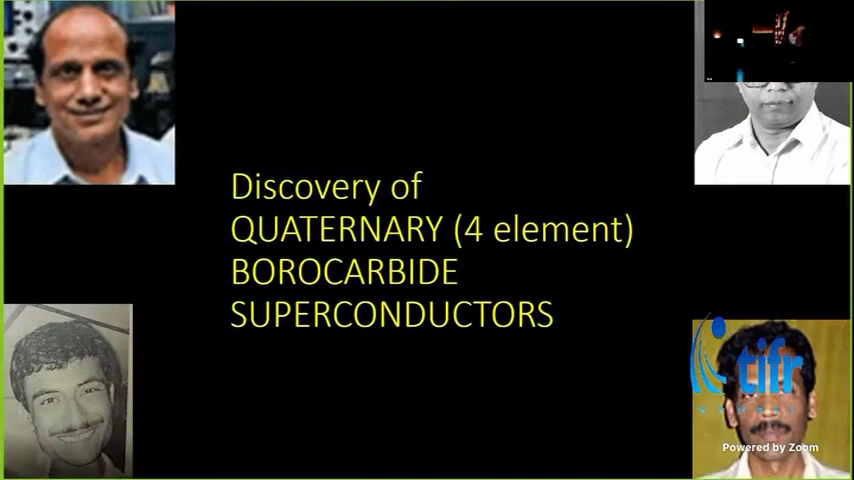 Discovery of
QUATERNARY (4 element)
BOROCARBIDE
SUPERCONDUCTORS
tifr
Powered by Zoom